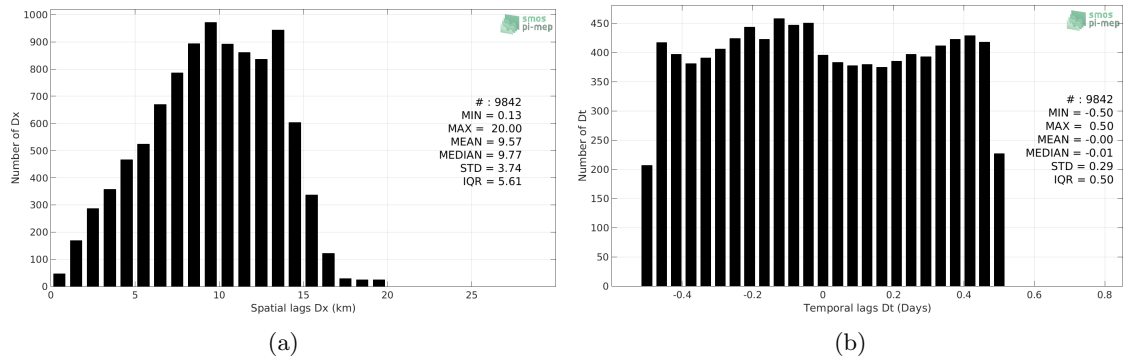 1000
900
800
700
600
500
400
300
200
100
0
Number of Dx
0 5 10 15 20 25
Spatial lags Dx (km)
smos
pi-mep
# : 9842
MIN = 0.13
MAX = 20.00
MEAN = 9.57
MEDIAN = 9.77
STD = 3.74
IQR = 5.61
(a)
450
400
350
300
250
200
150
100
50
0
Number of Dt
-0.4 -0.2 0 0.2 0.4 0.6 0.8
Temporal lags Dt (Days)
smos
pi-mep
# : 9842
MIN = -0.50
MAX = 0.50
MEAN = -0.00
MEDIAN = -0.01
STD = 0.29
IQR = 0.50
(b)